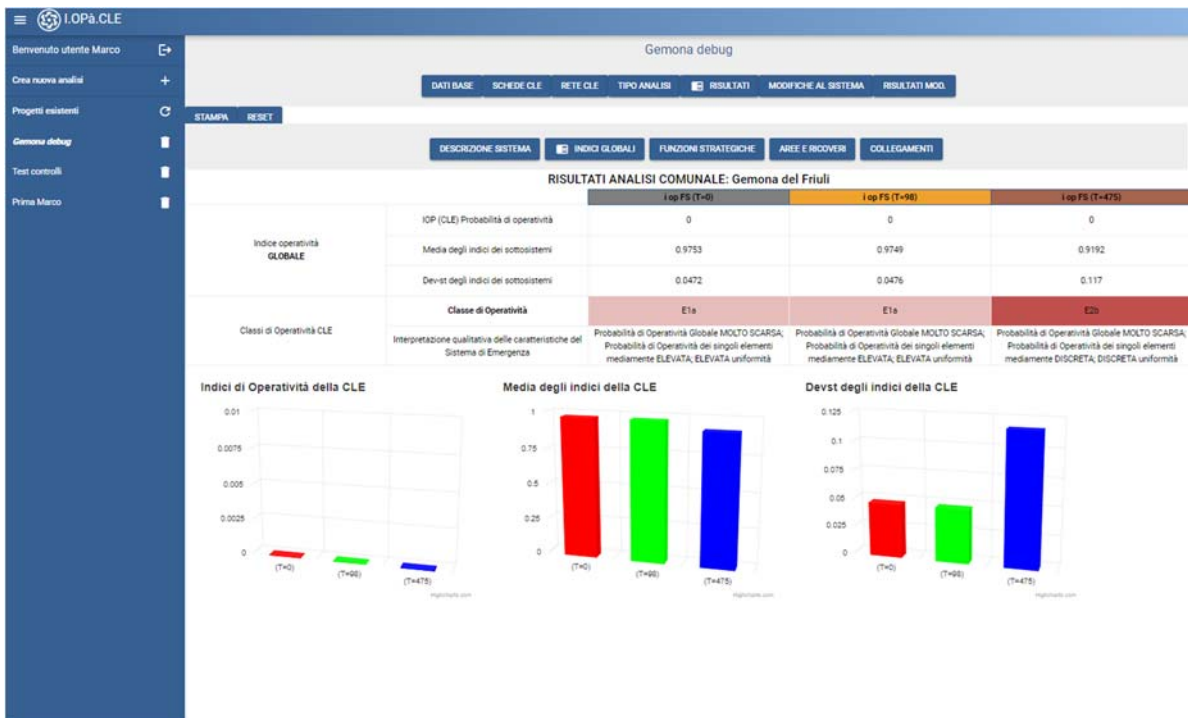 I.OPà.CLE
Benvenuto utente Marco
Crea nuova analisi
Progetti esistenti
Gemona debug
Test controlli
Prima Marco
Gemona debug
DATI BASE SCHEDE CLE RETE CLE TIPO ANALISI RISULTATI MODIFICHE AL SISTEMA RISULTATI MOD.
STAMPA RESET
DESCRIZIONE SISTEMA INDICI GLOBALI FUNZIONI STRATEGICHE AREE E RICOVERI COLLEGAMENTI
RISULTATI ANALISI COMUNALE: Gemona del Friuli
i op FS (T=0) i op FS (T=98) i op FS (T=475)
Indice operatività
GLOBALE
IOP (CLE) Probabilità di operatività 0 0 0
Media degli indici dei sottosistemi 0.9753 0.9749 0.9192
Dev-st degli indici dei sottosistemi 0.0472 0.0476 0.117
Classi di Operatività CLE
Classe di Operatività E1a E1a E2b
Interpretazione qualitativa delle caratteristiche del
Sistema di Emergenza
Probabilità di Operatività Globale MOLTO SCARSA;
Probabilità di Operatività dei singoli elementi
mediamente ELEVATA; ELEVATA uniformità
Probabilità di Operatività Globale MOLTO SCARSA;
Probabilità di Operatività dei singoli elementi
mediamente ELEVATA; ELEVATA uniformità
Probabilità di Operatività Globale MOLTO SCARSA;
Probabilità di Operatività dei singoli elementi
mediamente DISCRETA; DISCRETA uniformità
Indici di Operatività della CLE
0.01
0.0075
0.005
0.0025
0
(T=0) (T=98) (T=475)
Highcharts.com
Media degli indici della CLE
1
0.75
0.5
0.25
0
(T=0) (T=98) (T=475)
Highcharts.com
Devst degli indici della CLE
0.125
0.1
0.075
0.05
0.025
0
(T=0) (T=98) (T=475)
Highcharts.com